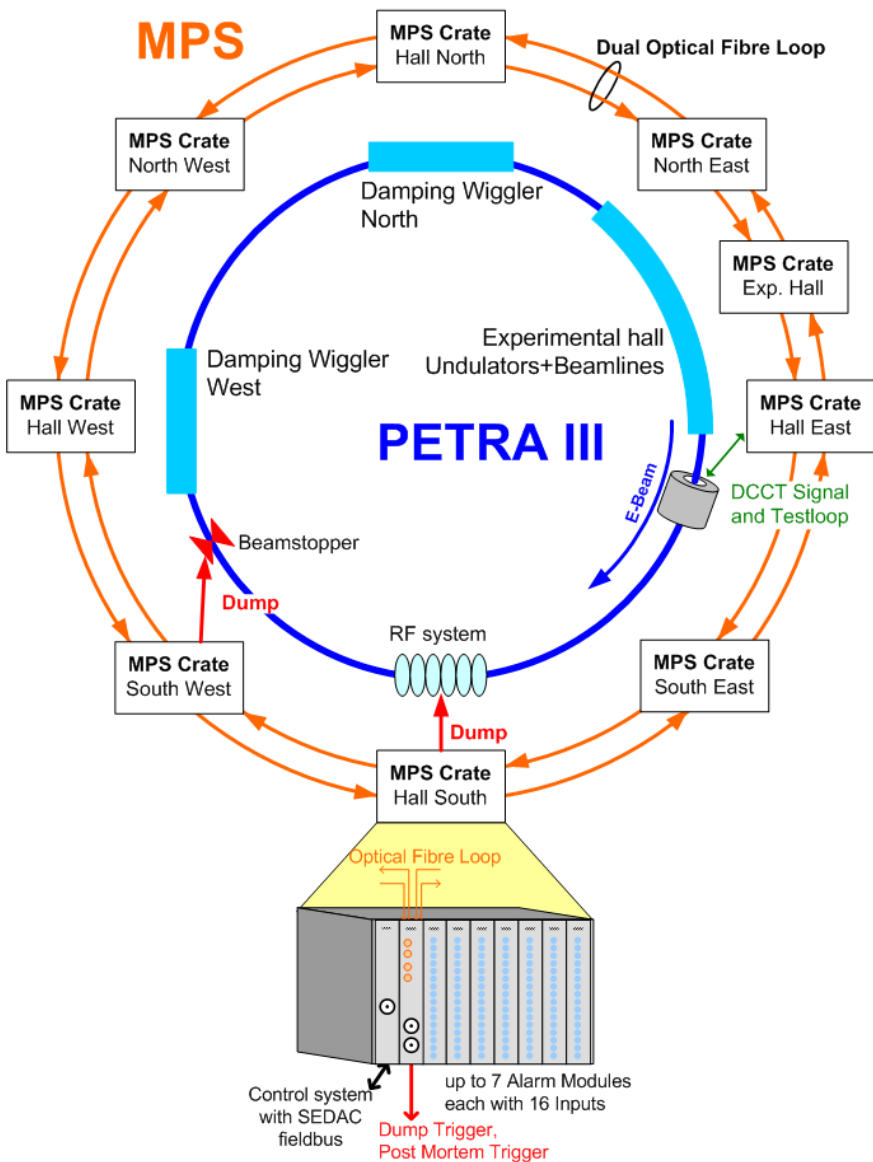 MPS
MPS Crate
Hall North
Dual Optical Fibre Loop
MPS Crate
North West
MPS Crate
North East
Damping Wiggler
North
MPS Crate
Exp. Hall
Experimental hall
Undulators+Beamlines
Damping Wiggler
West
MPS Crate
Hall West
MPS Crate
Hall East
PETRA III
E-Beam
DCCT Signal
and Testloop
Beamstopper
Dump
RF system
MPS Crate
South West
MPS Crate
South East
Dump
MPS Crate
Hall South
Optical Fibre Loop
Control system
with SEDAC
fieldbus
up to 7 Alarm Modules
each with 16 Inputs
Dump Trigger,
Post Mortem Trigger